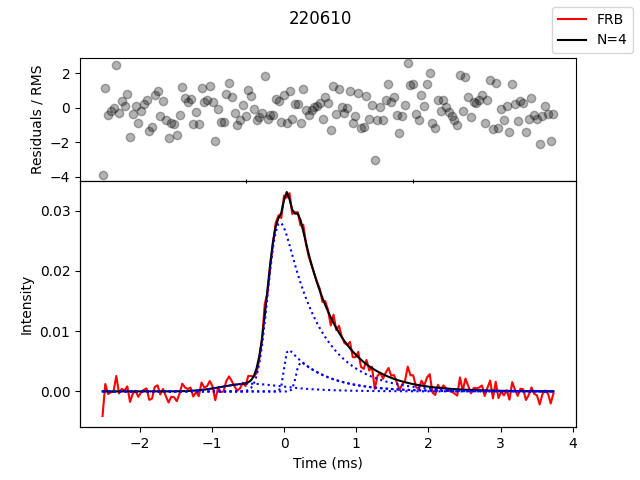 220610
FRB
N=4
Residuals / RMS
2
0
−2
−4
Intensity
0.03
0.02
0.01
0.00
−2 −1 0 1 2 3 4
Time (ms)